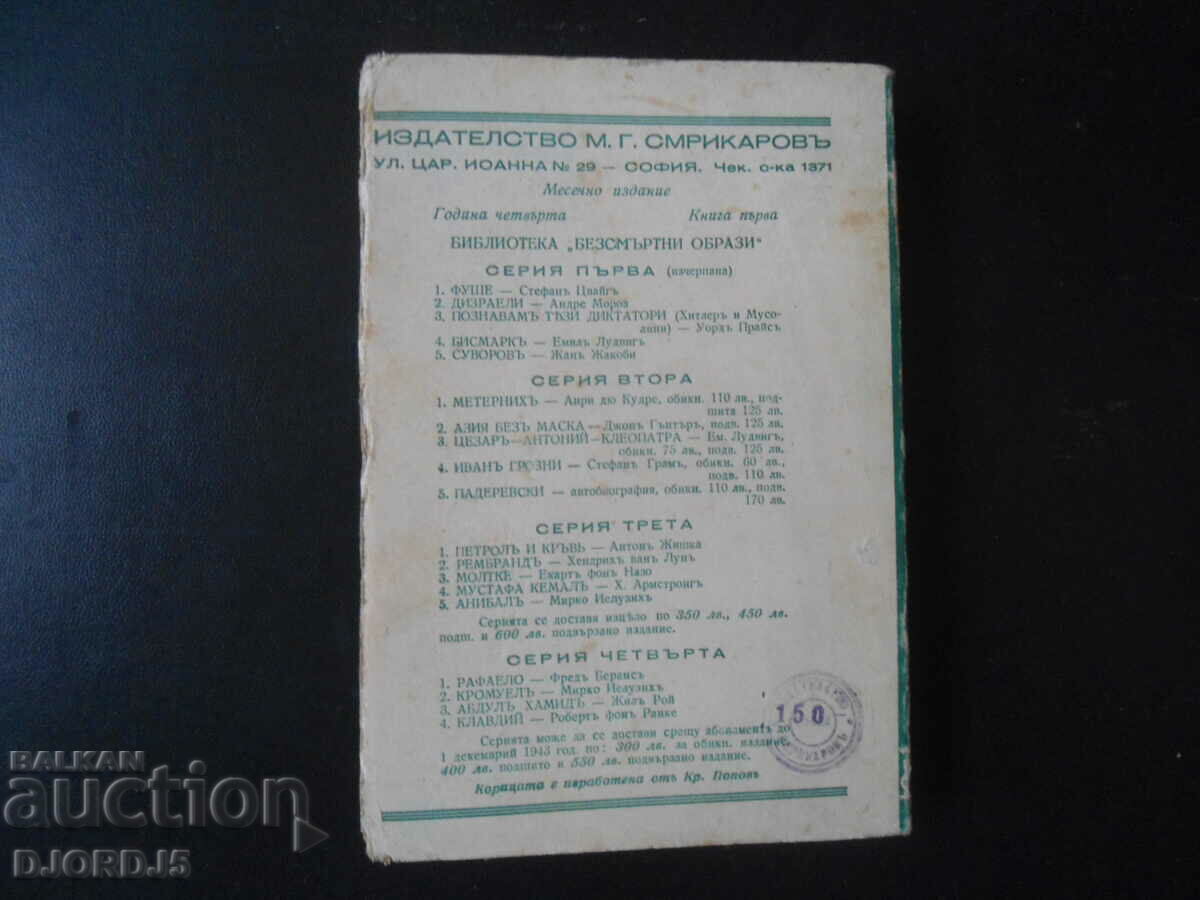 ИЗДАТЕЛСТВО М. Г. СМРИКАРОВЪ
УЛ. ЦАР. ИОАННА № 29 — СОФИЯ. Чек. с-ка 1371
Месечно издание
Година четвърта Книга първа
БИБЛИОТЕКА „БЕЗСМЪРТНИ ОБРАЗИ“
СЕРИЯ ПЪРВА (изчерпана)
1. ФУШЕ — Стефанъ Цвайгъ
2. ДИЗРАЕЛИ — Андре Мороа
3. ПОЗНАВАМЪ ТѢЗИ ДИКТАТОРИ (Хитлеръ и Мусо-
лини) — Уордъ Прайсъ
4. БИСМАРКЪ — Емилъ Лудвигъ
5. СУВОРОВЪ — Жанъ Жакоби
СЕРИЯ ВТОРА
1. МЕТЕРНИХЪ — Анри дю Кудре, обикн. 110 лв., под-
шита 125 лв.
2. АЗИЯ БЕЗЪ МАСКА — Джонъ Гънтъръ, подв. 125 лв.
3. ЦЕЗАРЪ—АНТОНИЙ—КЛЕОПАТРА — Ем. Лудвигъ,
обикн. 75 лв., подв. 125 лв.
4. ИВАНЪ ГРОЗНИ — Стефанъ Грамъ, обикн. 60 лв.,
подв. 110 лв.
5. ПАДЕРЕВСКИ — автобиография, обикн. 110 лв., подв.
170 лв.
СЕРИЯ ТРЕТА
1. ПЕТРОЛЪ И КРЪВЬ — Антонъ Жишка
2. РЕМБРАНДЪ — Хендрихъ ванъ Лунъ
3. МОЛТКЕ — Екартъ фонъ Назо
4. МУСТАФА КЕМАЛЪ — Х. Армстронгъ
5. АНИБАЛЪ — Мирко Йелузихъ
Серията се доставя изцѣло по 350 лв., 450 лв.
подш. и 600 лв. подвързано издание.
СЕРИЯ ЧЕТВЪРТА
1. РАФАЕЛО — Фредъ Берансъ
2. КРОМУЕЛЪ — Мирко Йелузихъ
3. АБДУЛЪ ХАМИДЪ — Жилъ Рой
4. КЛАВДИЙ — Робертъ фонъ Ранке
Серията може да се достави срещу абонаментъ до
1 декемврий 1943 год. по: 300 лв. за обикн. издание,
400 лв. подшито и 550 лв. подвързано издание.
Корицата е изработена отъ Кр. Поповъ
150
BALKAN
auction
DJORDJ5